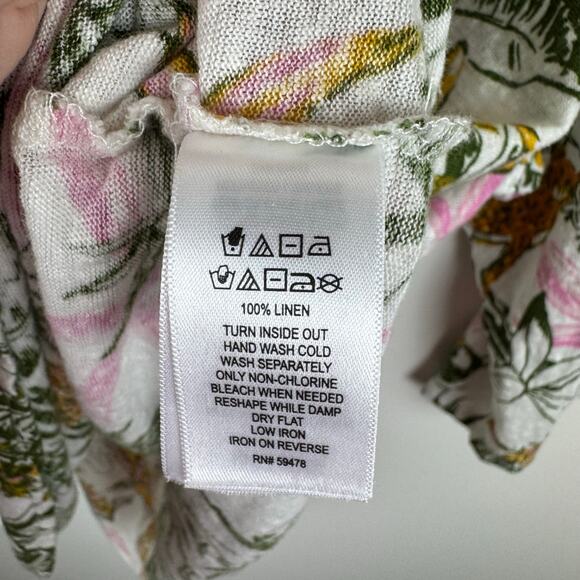 100% LINEN
TURN INSIDE OUT
HAND WASH COLD
WASH SEPARATELY
ONLY NON-CHLORINE
BLEACH WHEN NEEDED
RESHAPE WHILE DAMP
DRY FLAT
LOW IRON
IRON ON REVERSE
RN# 59478